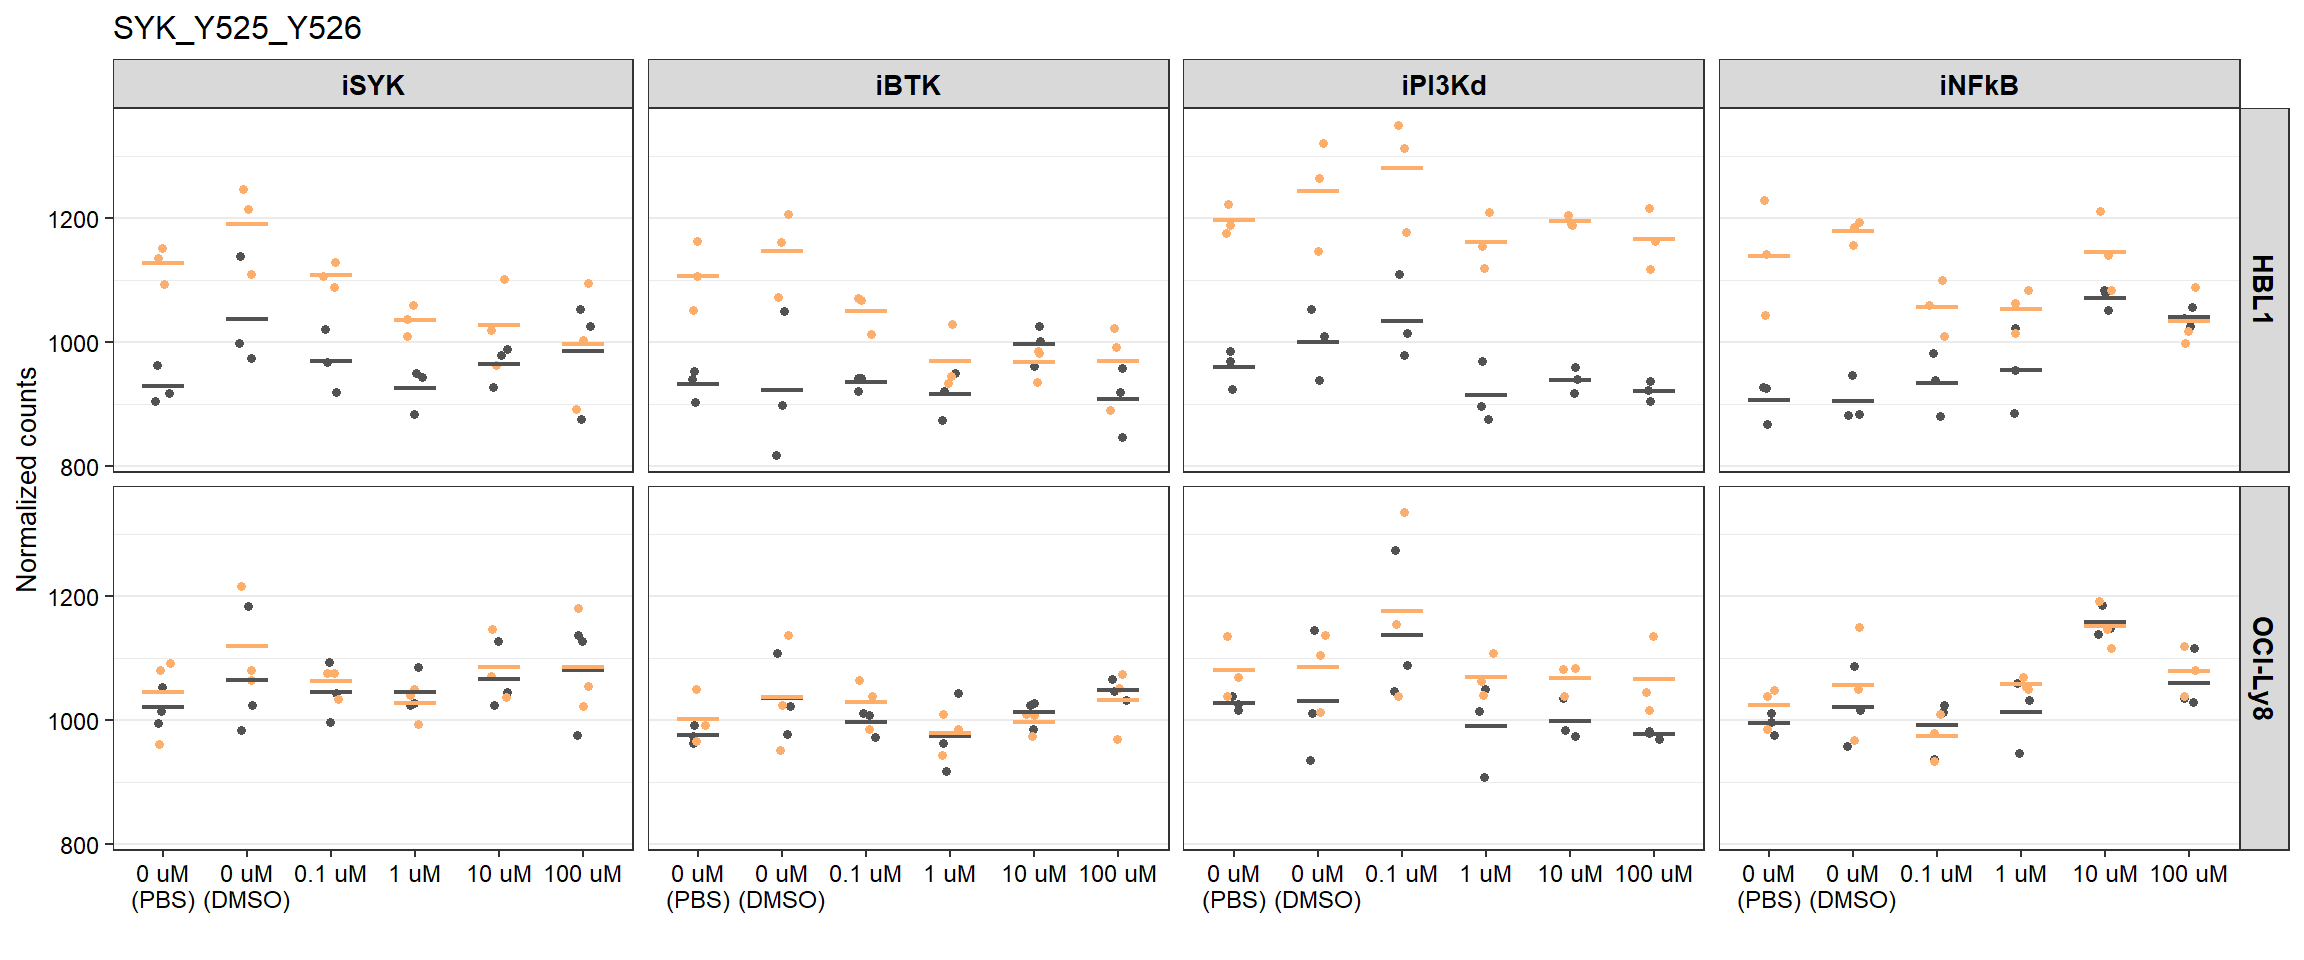 SYK_Y525_Y526
iSYK iBTK iPI3Kd iNFkB
Normalized counts
1200
1000
800
HBL1
1200
1000
800
OCI-Ly8
0 uM 0 uM 0.1 uM 1 uM 10 uM 100 uM 0 uM 0 uM 0.1 uM 1 uM 10 uM 100 uM 0 uM 0 uM 0.1 uM 1 uM 10 uM 100 uM 0 uM 0 uM 0.1 uM 1 uM 10 uM 100 uM
(PBS) (DMSO) (PBS) (DMSO) (PBS) (DMSO) (PBS) (DMSO)